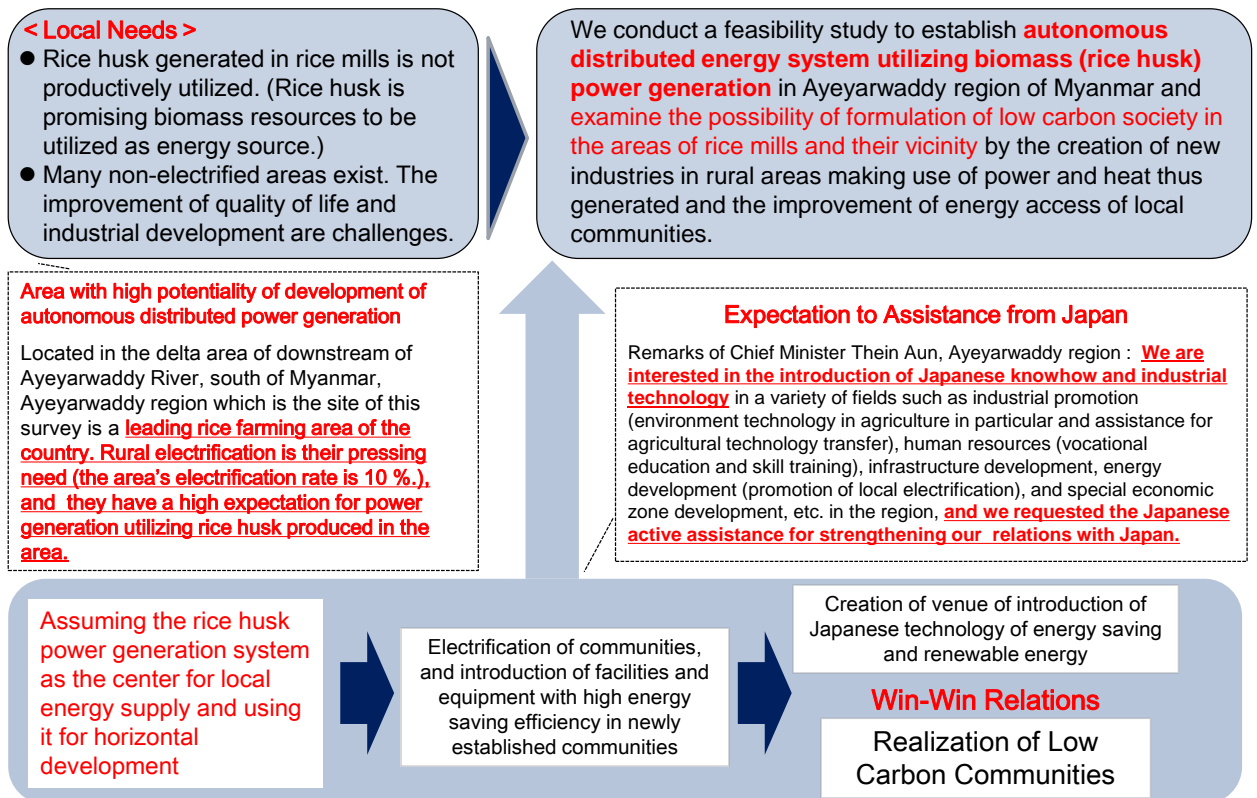 < Local Needs >
● Rice husk generated in rice mills is not
productively utilized. (Rice husk is
promising biomass resources to be
utilized as energy source.)
● Many non-electrified areas exist. The
improvement of quality of life and
industrial development are challenges.
We conduct a feasibility study to establish autonomous
distributed energy system utilizing biomass (rice husk)
power generation in Ayeyarwaddy region of Myanmar and
examine the possibility of formulation of low carbon society in
the areas of rice mills and their vicinity by the creation of new
industries in rural areas making use of power and heat thus
generated and the improvement of energy access of local
communities.
Area with high potentiality of development of
autonomous distributed power generation
Located in the delta area of downstream of
Ayeyarwaddy River, south of Myanmar,
Ayeyarwaddy region which is the site of this
survey is a leading rice farming area of the
country. Rural electrification is their pressing
need (the area's electrification rate is 10 %.),
and they have a high expectation for power
generation utilizing rice husk produced in the
area.
Expectation to Assistance from Japan
Remarks of Chief Minister Thein Aun, Ayeyarwaddy region : We are
interested in the introduction of Japanese knowhow and industrial
technology in a variety of fields such as industrial promotion
(environment technology in agriculture in particular and assistance for
agricultural technology transfer), human resources (vocational
education and skill training), infrastructure development, energy
development (promotion of local electrification), and special economic
zone development, etc. in the region, and we requested the Japanese
active assistance for strengthening our relations with Japan.
Assuming the rice husk
power generation system
as the center for local
energy supply and using
it for horizontal
development
Electrification of communities,
and introduction of facilities and
equipment with high energy
saving efficiency in newly
established communities
Creation of venue of introduction of
Japanese technology of energy saving
and renewable energy
Win-Win Relations
Realization of Low
Carbon Communities